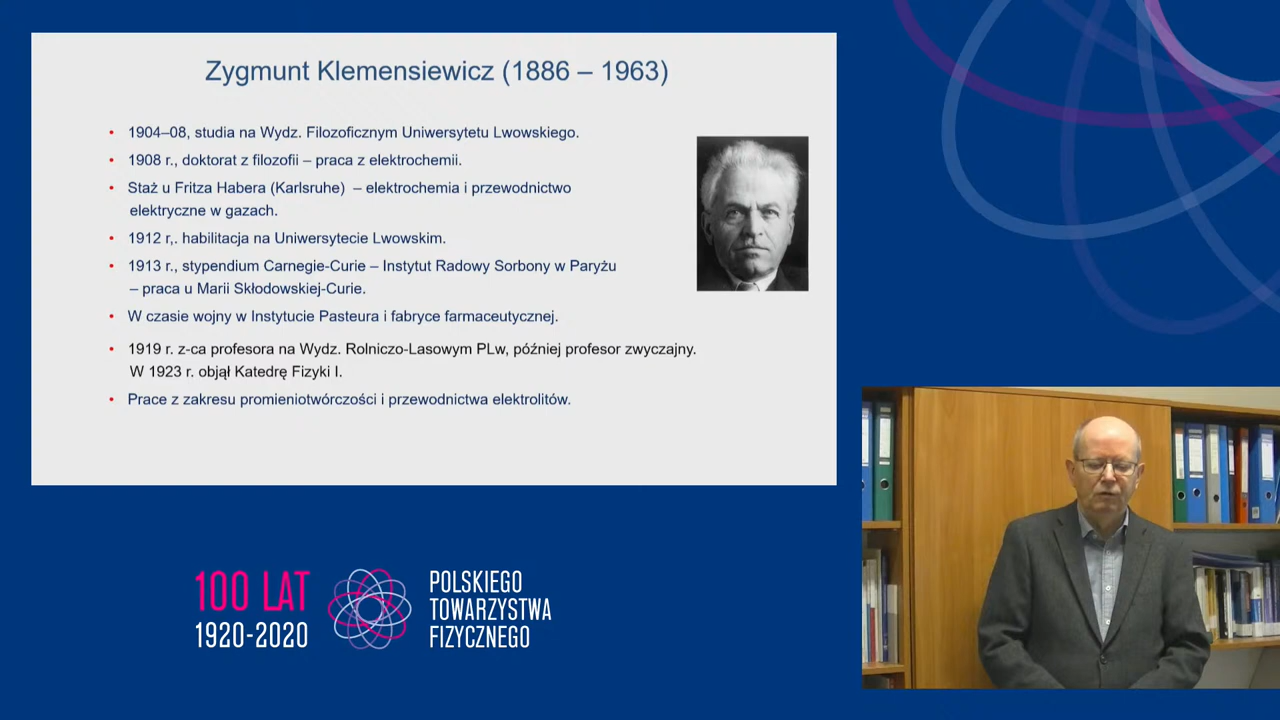 Zygmunt Klemensiewicz (1886 – 1963)
• 1904–08, studia na Wydz. Filozoficznym Uniwersytetu Lwowskiego.
• 1908 r., doktorat z filozofii – praca z elektrochemii.
• Staż u Fritza Habera (Karlsruhe) – elektrochemia i przewodnictwo
elektryczne w gazach.
• 1912 r,. habilitacja na Uniwersytecie Lwowskim.
• 1913 r., stypendium Carnegie-Curie – Instytut Radowy Sorbony w Paryżu
– praca u Marii Skłodowskiej-Curie.
• W czasie wojny w Instytucie Pasteura i fabryce farmaceutycznej.
• 1919 r. z-ca profesora na Wydz. Rolniczo-Lasowym PLw, później profesor zwyczajny.
W 1923 r. objął Katedrę Fizyki I.
• Prace z zakresu promieniotwórczości i przewodnictwa elektrolitów.
100 LAT
1920-2020
POLSKIEGO
TOWARZYSTWA
FIZYCZNEGO